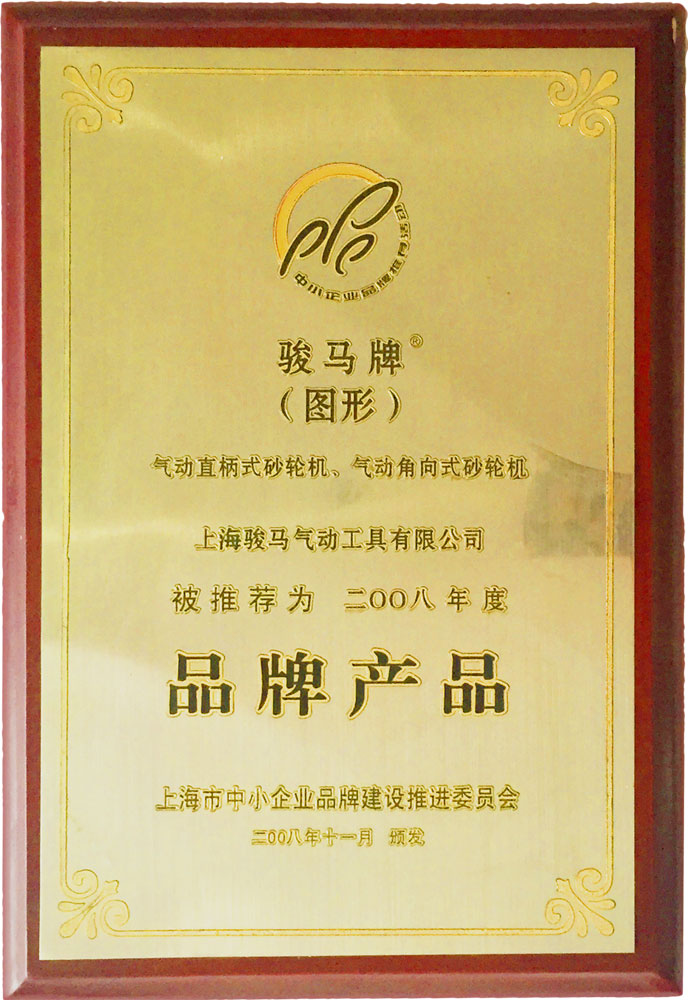 中小企业品牌推荐
骏马牌®
（图形）
气动直柄式砂轮机、气动角向式砂轮机
上海骏马气动工具有限公司
被推荐为 二OO八年度
品牌产品
上海市中小企业品牌建设推进委员会
二OO八年十一月 颁发